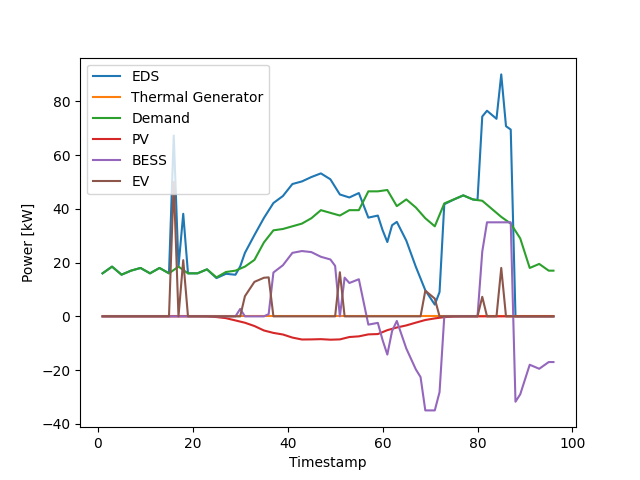 EDS
Thermal Generator
Demand
PV
BESS
EV
80
60
40
20
0
−20
−40
Power [kW]
0 20 40 60 80 100
Timestamp